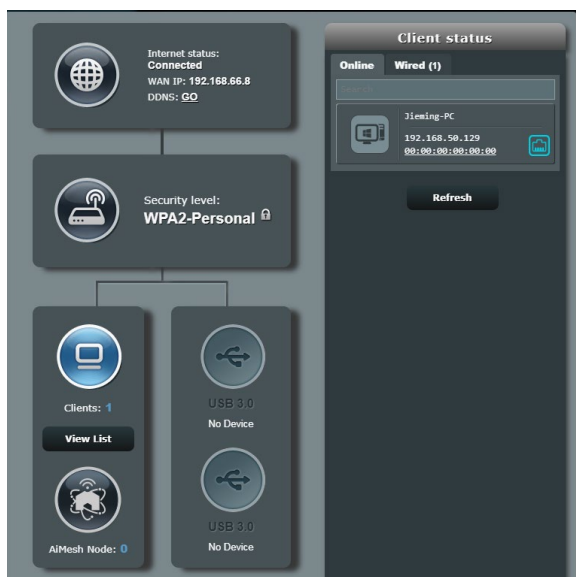 Internet status:
Connected
WAN IP: 192.168.66.8
DDNS: GO
Security level:
WPA2-Personal
Clients: 1
View List
AiMesh Node: 0
USB 3.0
No Device
USB 3.0
No Device
Client status
Online Wired (1)
Search
Jieming-PC
192.168.50.129
00:00:00:00:00:00
Refresh